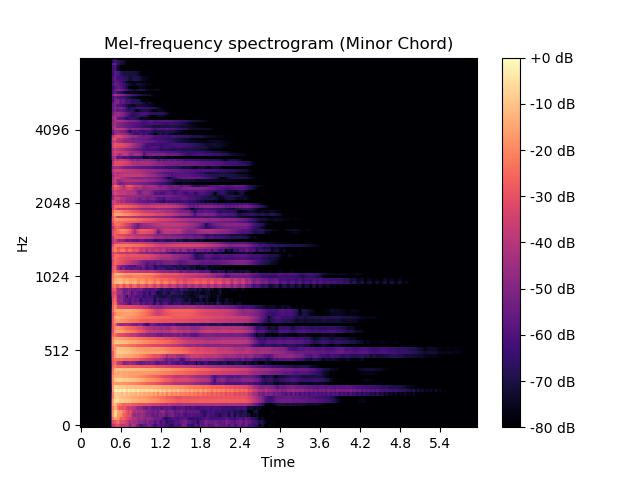 Mel-frequency spectrogram (Minor Chord)
Hz
4096
2048
1024
512
0
0 0.6 1.2 1.8 2.4 3 3.6 4.2 4.8 5.4
Time
+0 dB
-10 dB
-20 dB
-30 dB
-40 dB
-50 dB
-60 dB
-70 dB
-80 dB